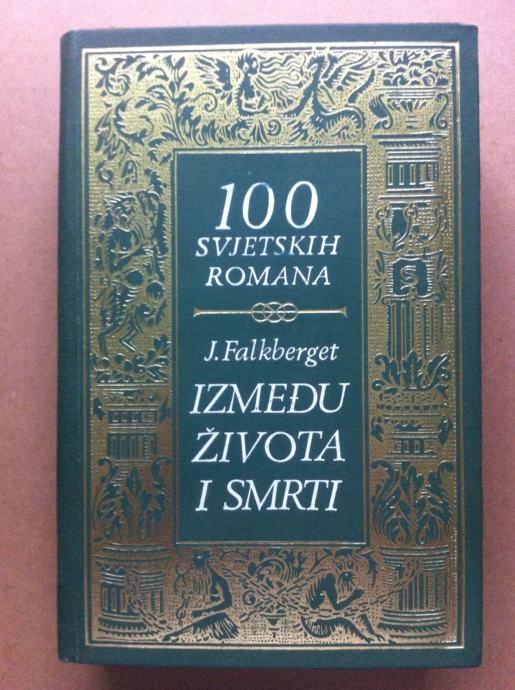 100
SVJETSKIH
ROMANA
J. Falkberget
IZMEĐU
ŽIVOTA
I SMRTI
S